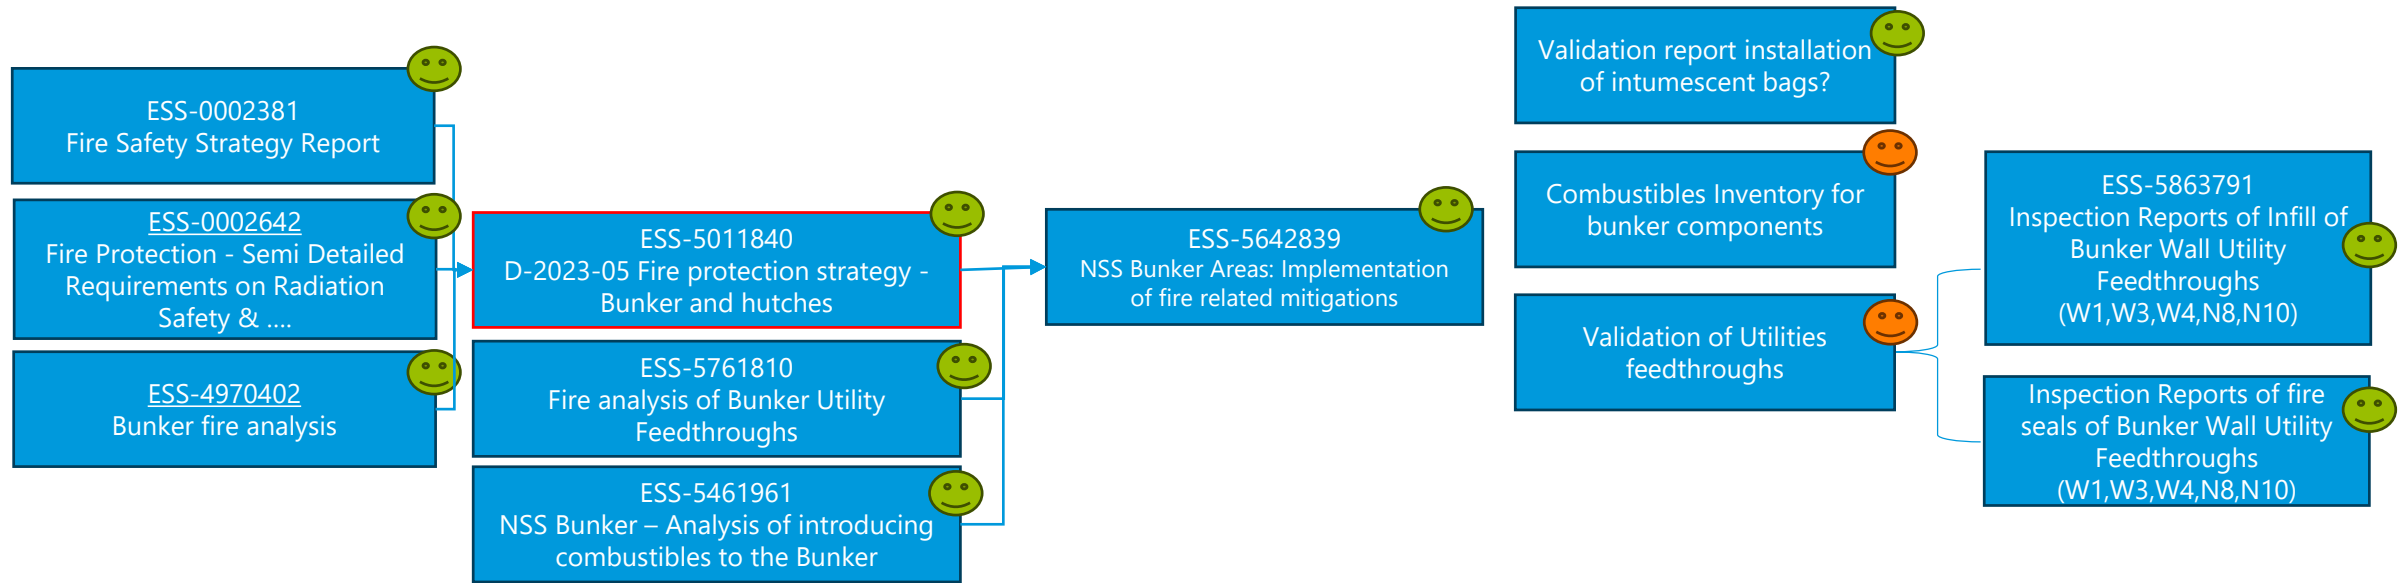 ESS-0002381
Fire Safety Strategy Report
ESS-0002642
Fire Protection - Semi Detailed
Requirements on Radiation
Safety & ....
ESS-4970402
Bunker fire analysis
ESS-5011840
D-2023-05 Fire protection strategy -
Bunker and hutches
ESS-5761810
Fire analysis of Bunker Utility
Feedthroughs
ESS-5461961
NSS Bunker – Analysis of introducing
combustibles to the Bunker
ESS-5642839
NSS Bunker Areas: Implementation
of fire related mitigations
Validation report installation
of intumescent bags?
Combustibles Inventory for
bunker components
Validation of Utilities
feedthroughs
ESS-5863791
Inspection Reports of Infill of
Bunker Wall Utility
Feedthroughs
(W1,W3,W4,N8,N10)
Inspection Reports of fire
seals of Bunker Wall Utility
Feedthroughs
(W1,W3,W4,N8,N10)